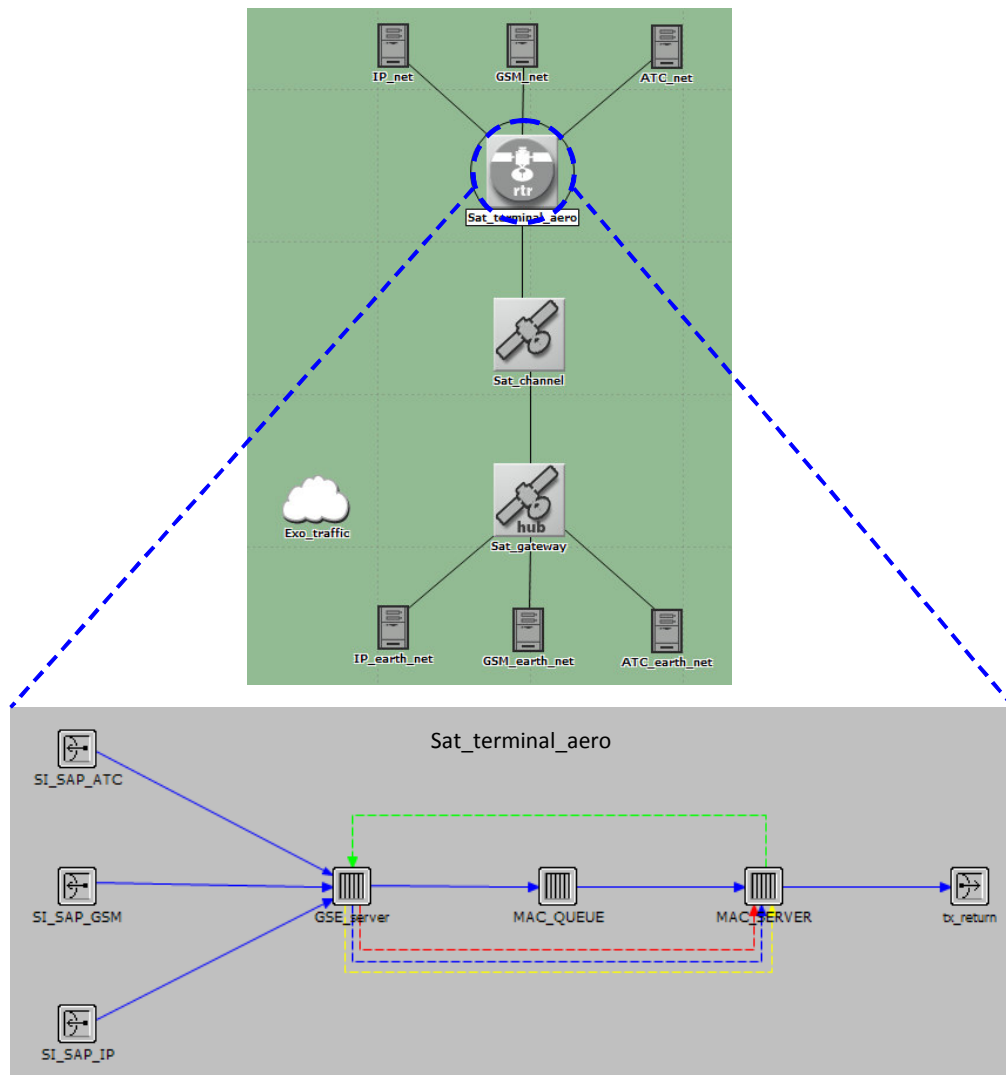 IP_net
GSM_net
ATC_net
rtr
Sat_terminal_aero
Sat_channel
Exo_traffic
hub
Sat_gateway
IP_earth_net
GSM_earth_net
ATC_earth_net
Sat_terminal_aero
SI_SAP_ATC
SI_SAP_GSM
GSE_server
MAC_QUEUE
MAC_SERVER
tx_return
SI_SAP_IP